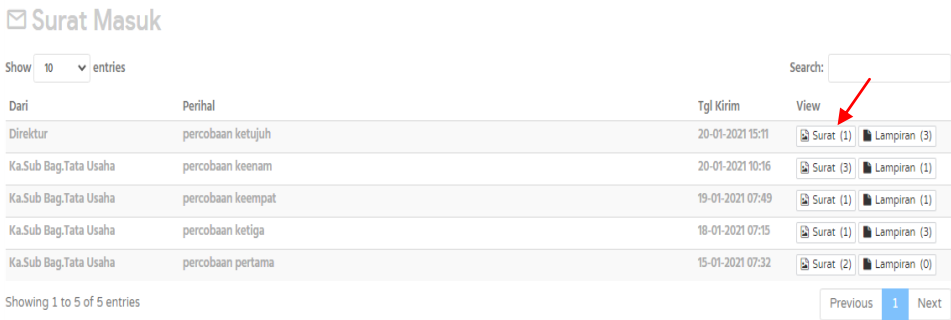 Surat Masuk
Show 10 entries Search:
Dari Perihal Tgl Kirim View
Direktur percobaan ketujuh 20-01-2021 15:11 Surat (1) Lampiran (3)
Ka.Sub Bag.Tata Usaha percobaan keenam 20-01-2021 10:16 Surat (3) Lampiran (1)
Ka.Sub Bag.Tata Usaha percobaan keempat 19-01-2021 07:49 Surat (1) Lampiran (1)
Ka.Sub Bag.Tata Usaha percobaan ketiga 18-01-2021 07:15 Surat (1) Lampiran (3)
Ka.Sub Bag.Tata Usaha percobaan pertama 15-01-2021 07:32 Surat (2) Lampiran (0)
Showing 1 to 5 of 5 entries Previous 1 Next